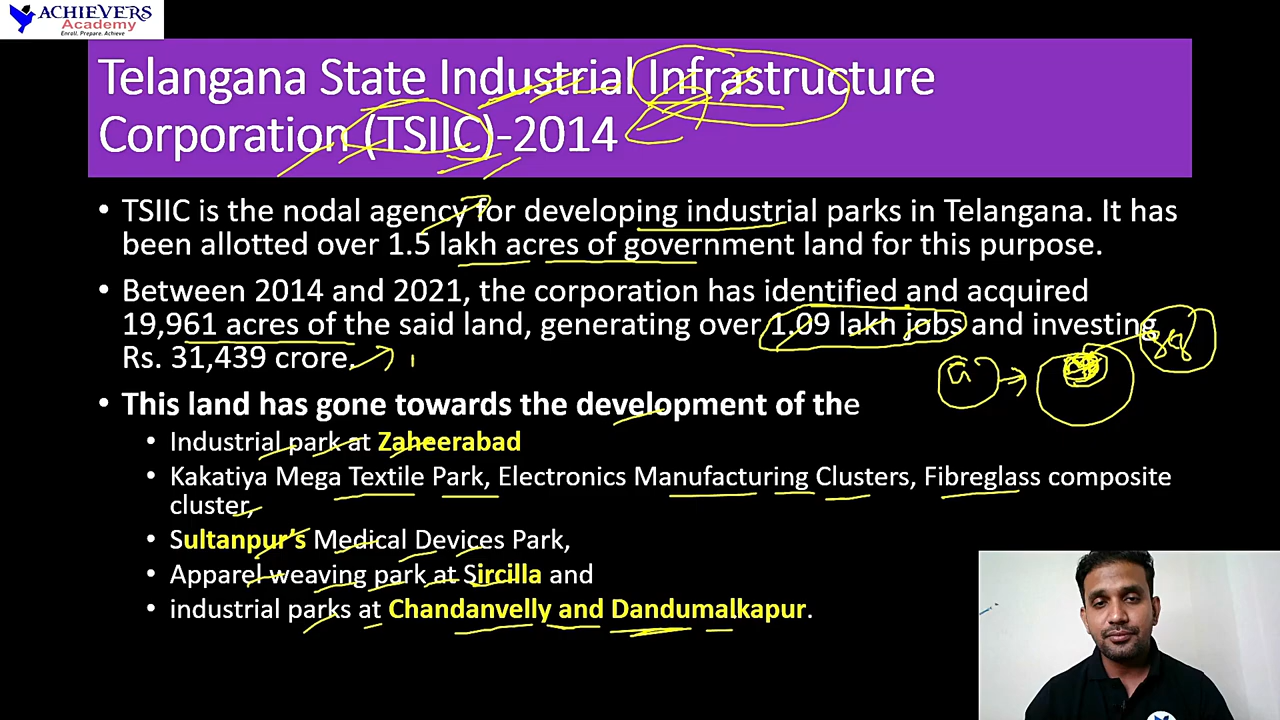 ACHIEVERS
Academy
Enroll. Prepare. Achieve
Telangana State Industrial Infrastructure
Corporation (TSIIC)-2014
• TSIIC is the nodal agency for developing industrial parks in Telangana. It has
been allotted over 1.5 lakh acres of government land for this purpose.
• Between 2014 and 2021, the corporation has identified and acquired
19,961 acres of the said land, generating over 1.09 lakh jobs and investing
Rs. 31,439 crore.
• This land has gone towards the development of the
• Industrial park at Zaheerabad
• Kakatiya Mega Textile Park, Electronics Manufacturing Clusters, Fibreglass composite
cluster,
• Sultanpur’s Medical Devices Park,
• Apparel weaving park at Sircilla and
• industrial parks at Chandanvelly and Dandumalkapur.